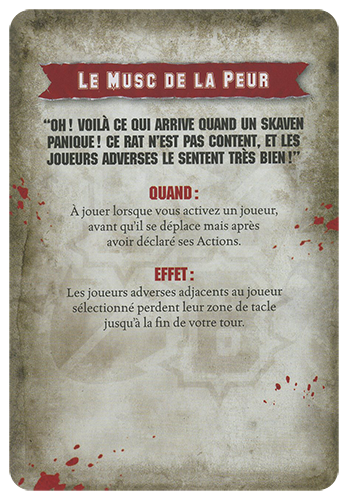 LE MUSC DE LA PEUR
“OH ! VOILÀ CE QUI ARRIVE QUAND UN SKAVEN
PANIQUE ! CE RAT N'EST PAS CONTENT, ET LES
JOUEURS ADVERSES LE SENTENT TRÈS BIEN !”
QUAND :
À jouer lorsque vous activez un joueur,
avant qu'il se déplace mais après
avoir déclaré ses Actions.
EFFET :
Les joueurs adverses adjacents au joueur
sélectionné perdent leur zone de tacle
jusqu'à la fin de votre tour.